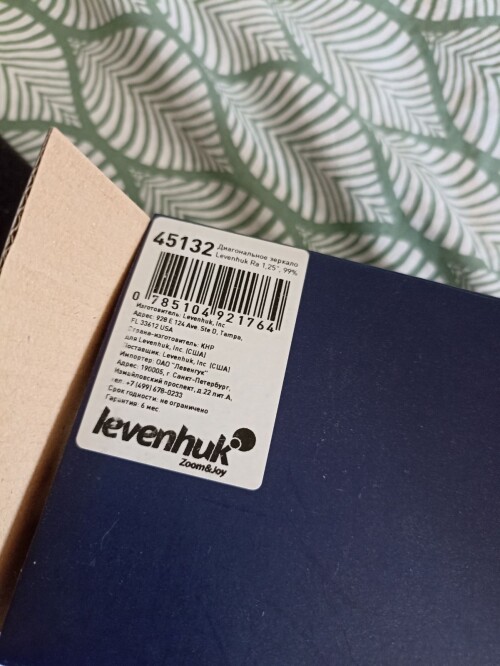 45132 Диагональное зеркало
Levenhuk Ra 1,25", 99%
0 785104 921764
Изготовитель: Levenhuk, Inc
Адрес: 928 E 124 Ave. Ste D, Tampa,
FL 33612 USA
Страна-изготовитель: КНР
для Levenhuk, Inc. (США)
Поставщик: Levenhuk, Inc. (США)
Импортер: ОАО "Левенгук"
Адрес: 190005, г. Санкт-Петербург,
Измайловский проспект, д.22 лит.А,
тел. +7 (499) 678-0233
Срок годности: не ограничено
Гарантия: 6 мес.
levenhuk
Zoom&Joy